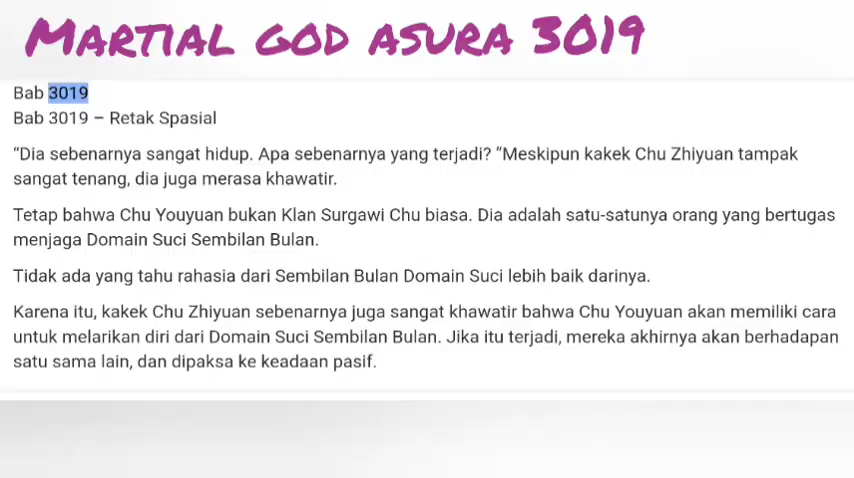 MARTIAL GOD ASURA 3019
Bab 3019
Bab 3019 – Retak Spasial
“Dia sebenarnya sangat hidup. Apa sebenarnya yang terjadi? ”Meskipun kakek Chu Zhiyuan tampak
sangat tenang, dia juga merasa khawatir.
Tetap bahwa Chu Youyuan bukan Klan Surgawi Chu biasa. Dia adalah satu-satunya orang yang bertugas
menjaga Domain Suci Sembilan Bulan.
Tidak ada yang tahu rahasia dari Sembilan Bulan Domain Suci lebih baik darinya.
Karena itu, kakek Chu Zhiyuan sebenarnya juga sangat khawatir bahwa Chu Youyuan akan memiliki cara
untuk melarikan diri dari Domain Suci Sembilan Bulan. Jika itu terjadi, mereka akhirnya akan berhadapan
satu sama lain, dan dipaksa ke keadaan pasif.